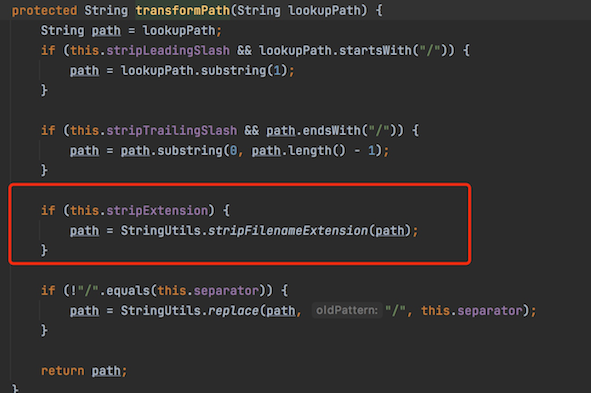 protected String transformPath(String lookupPath) {
String path = lookupPath;
if (this.stripLeadingSlash && lookupPath.startsWith("/")) {
path = lookupPath.substring(1);
}
if (this.stripTrailingSlash && path.endsWith("/")) {
path = path.substring(0, path.length() - 1);
}
if (this.stripExtension) {
path = StringUtils.stripFilenameExtension(path);
}
if (!"/".equals(this.separator)) {
path = StringUtils.replace(path, oldPattern: "/", this.separator);
}
return path;
}